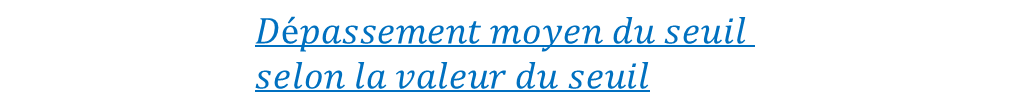 Dépassement moyen du seuil
selon la valeur du seuil